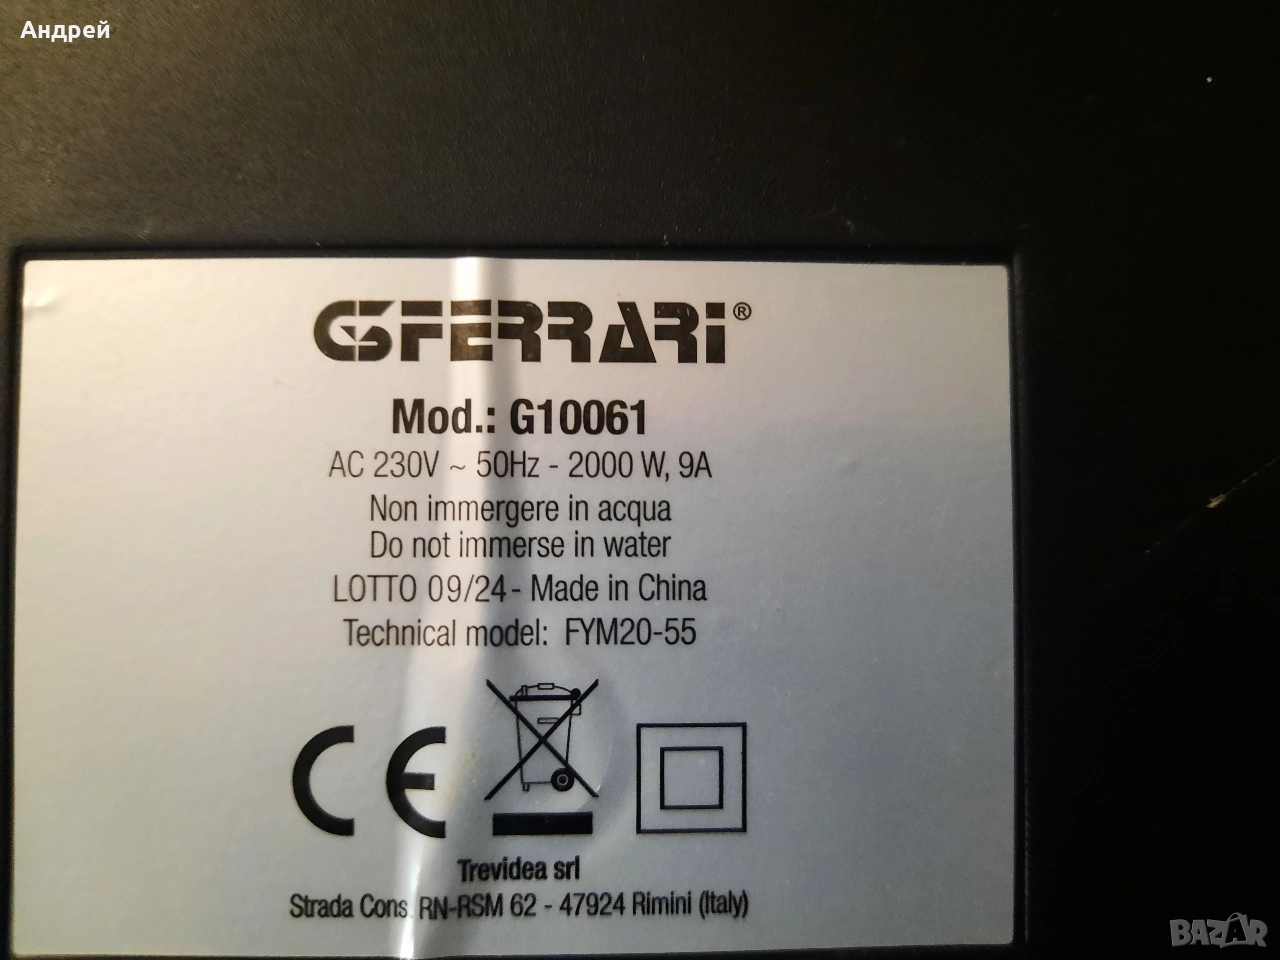 Андрей
GSFERRARI®
Mod.: G10061
AC 230V ~ 50Hz - 2000 W, 9A
Non immergere in acqua
Do not immerse in water
LOTTO 09/24 - Made in China
Technical model: FYM20-55
CE
Trevidea srl
Strada Cons. RN-RSM 62 - 47924 Rimini (Italy)
BAZAR